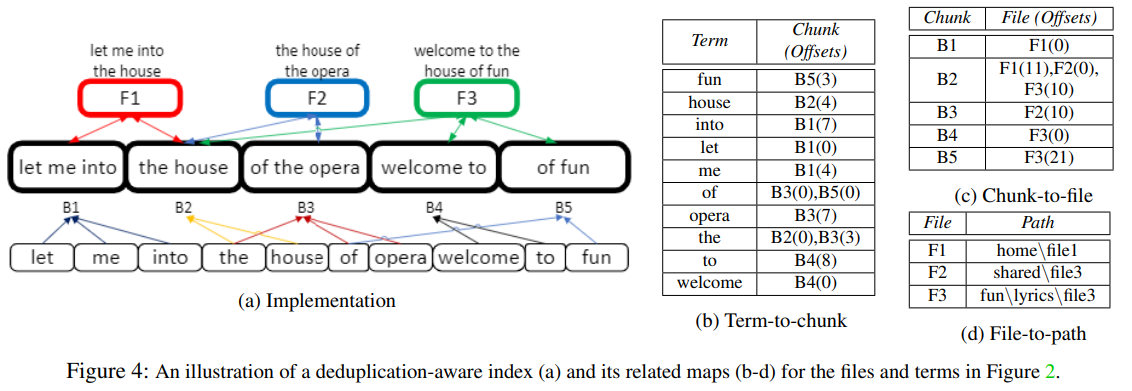 let me into
the house
the house of
the opera
welcome to the
house of fun
F1
F2
F3
let me into
the house
of the opera
welcome to
of fun
B1
B2
B3
B4
B5
let
me
into
the
house
of
opera
welcome
to
fun
(a) Implementation
Term Chunk (Offsets)
fun B5(3)
house B2(4)
into B1(7)
let B1(0)
me B1(4)
of B3(0),B5(0)
opera B3(7)
the B2(0),B3(3)
to B4(8)
welcome B4(0)
(b) Term-to-chunk
Chunk File (Offsets)
B1 F1(0)
B2 F1(11),F2(0),
F3(10)
B3 F2(10)
B4 F3(0)
B5 F3(21)
(c) Chunk-to-file
File Path
F1 home\file1
F2 shared\file3
F3 fun\lyrics\file3
(d) File-to-path
Figure 4: An illustration of a deduplication-aware index (a) and its related maps (b-d) for the files and terms in Figure 2.